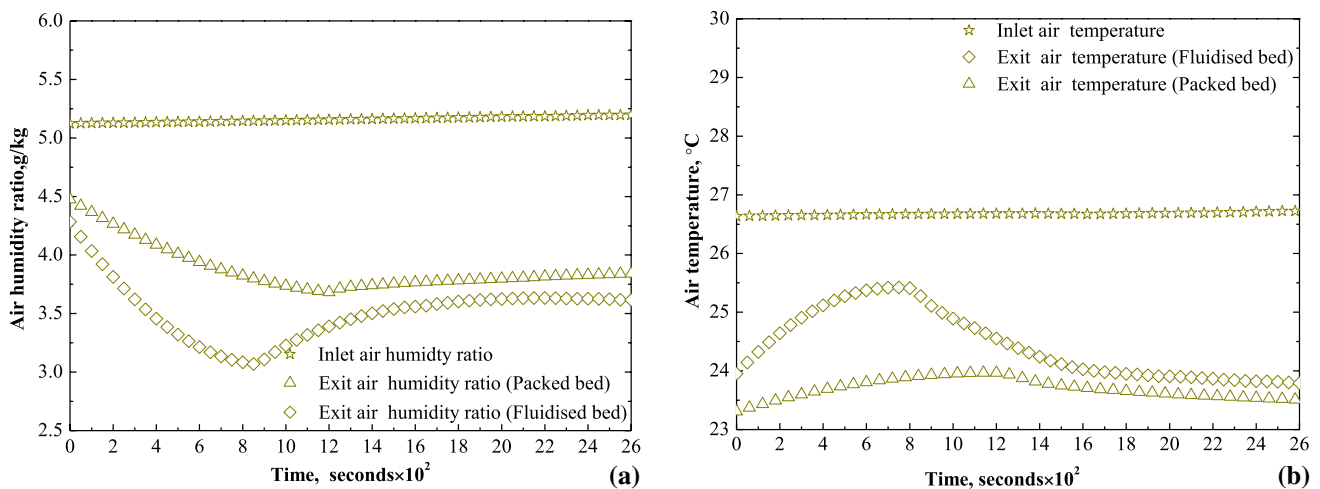 6.0
5.5
5.0
4.5
4.0
3.5
3.0
2.5
Air humidity ratio,g/kg
Inlet air humidty ratio
Exit air humidity ratio (Packed bed)
Exit air humidity ratio (Fluidised bed)
0 2 4 6 8 10 12 14 16 18 20 22 24 26
Time, seconds×10²
(a)
30
29
28
27
26
25
24
23
Air temperature, °C
Inlet air temperature
Exit air temperature (Fluidised bed)
Exit air temperature (Packed bed)
0 2 4 6 8 10 12 14 16 18 20 22 24 26
Time, seconds×10²
(b)